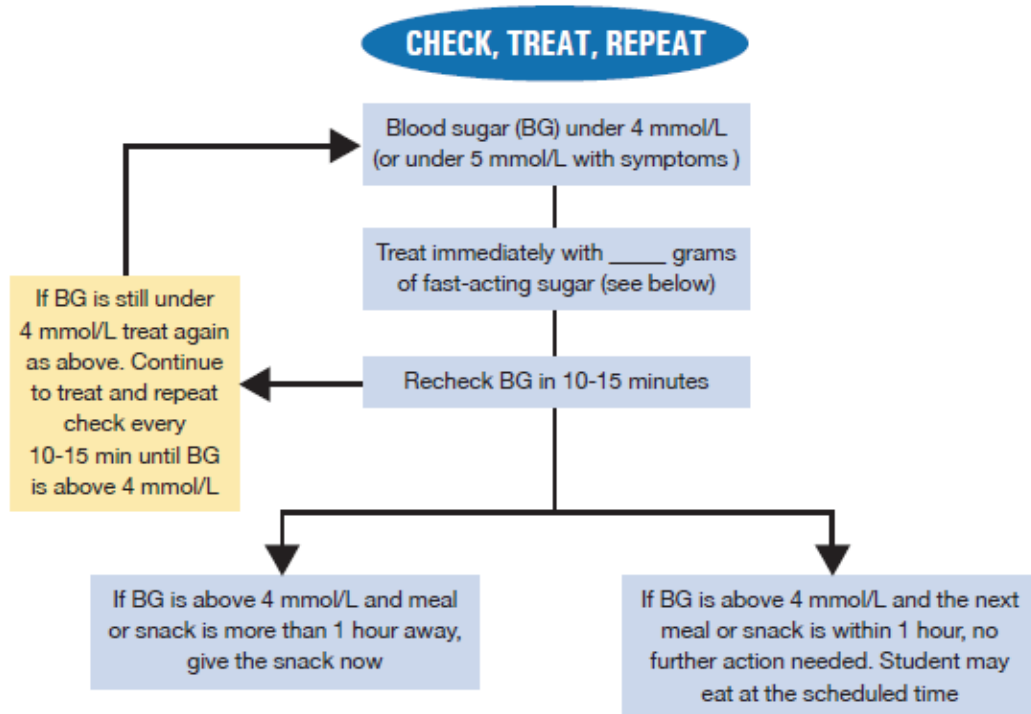 CHECK, TREAT, REPEAT
Blood sugar (BG) under 4 mmol/L
(or under 5 mmol/L with symptoms )
Treat immediately with _____ grams
of fast-acting sugar (see below)
Recheck BG in 10-15 minutes
If BG is still under
4 mmol/L treat again
as above. Continue
to treat and repeat
check every
10-15 min until BG
is above 4 mmol/L
If BG is above 4 mmol/L and meal
or snack is more than 1 hour away,
give the snack now
If BG is above 4 mmol/L and the next
meal or snack is within 1 hour, no
further action needed. Student may
eat at the scheduled time